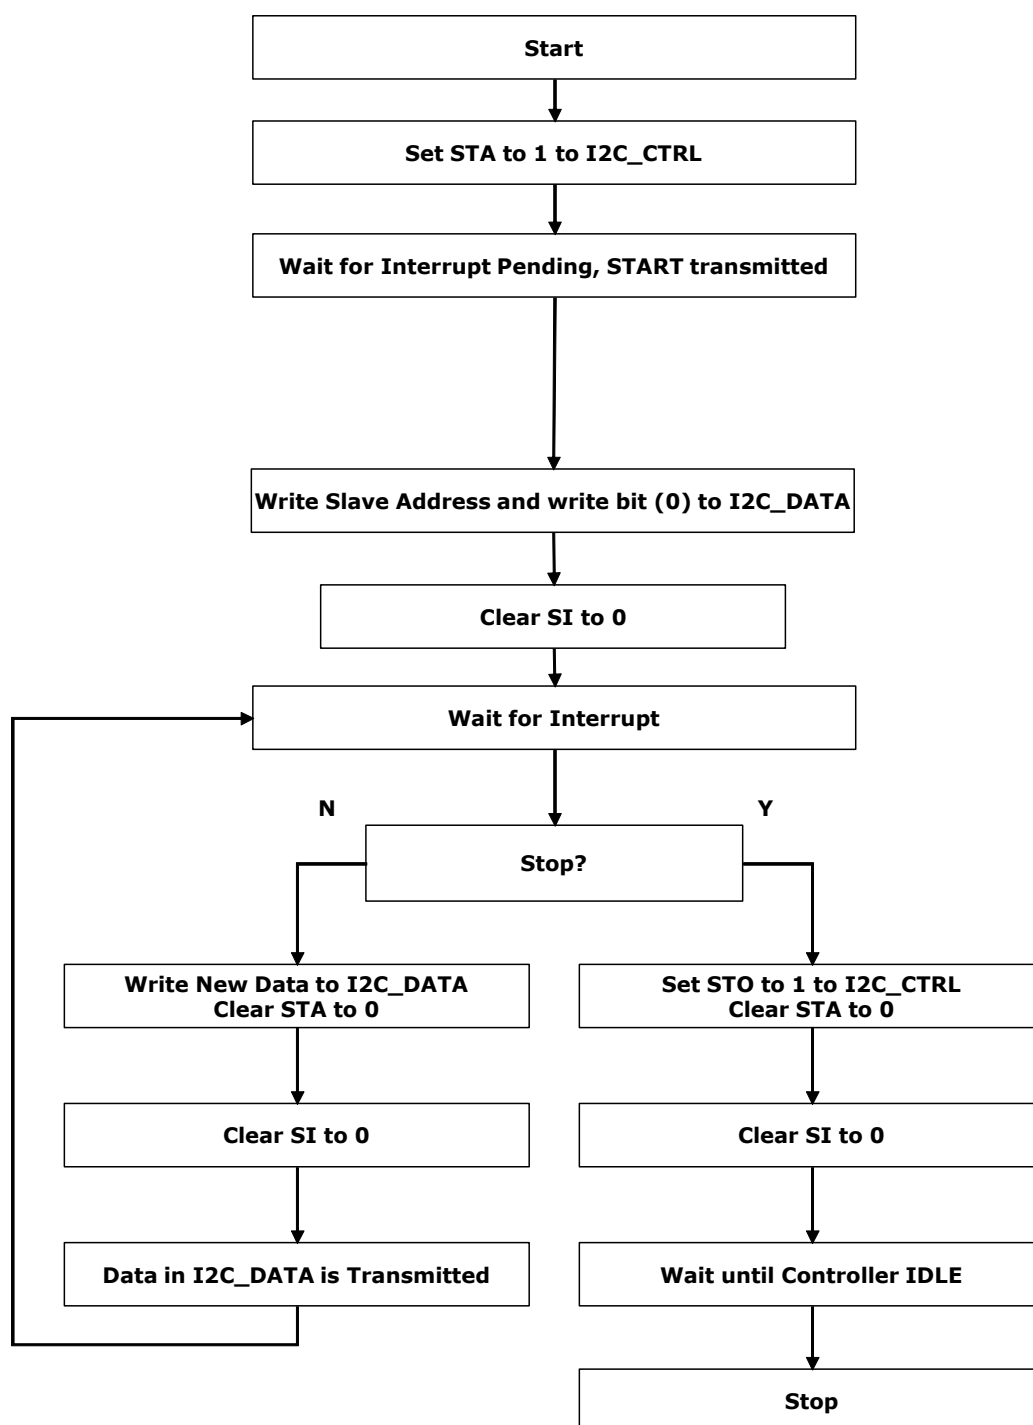 Start
Set STA to 1 to I2C_CTRL
Wait for Interrupt Pending, START transmitted
Write Slave Address and write bit (0) to I2C_DATA
Clear SI to 0
Wait for Interrupt
N
Y
Stop?
Write New Data to I2C_DATA
Clear STA to 0
Set STO to 1 to I2C_CTRL
Clear STA to 0
Clear SI to 0
Clear SI to 0
Data in I2C_DATA is Transmitted
Wait until Controller IDLE
Stop